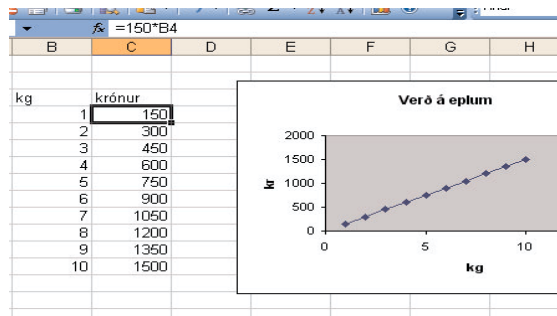 =150*B4
B C D E F G H
kg krónur
1 150
2 300
3 450
4 600
5 750
6 900
7 1050
8 1200
9 1350
10 1500
Verð á eplum
2000
1500
1000
500
0
kr
0 5 10
kg